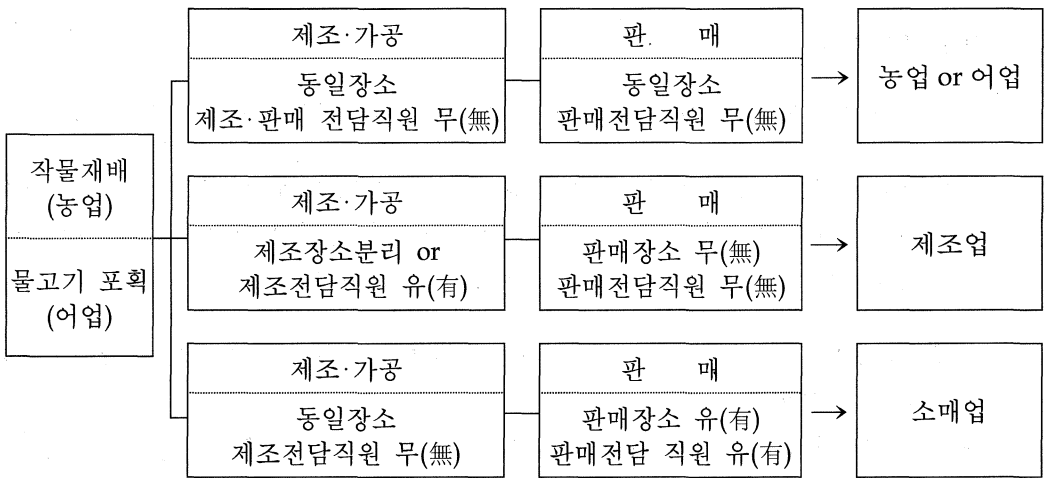 작물재배
(농업)
물고기 포획
(어업)
제조·가공
동일장소
제조·판매 전담직원 무(無)
판 매
동일장소
판매전담직원 무(無)
→ 농업 or 어업
제조·가공
제조장소분리 or
제조전담직원 유(有)
판 매
판매장소 무(無)
판매전담직원 무(無)
→ 제조업
제조·가공
동일장소
제조전담직원 무(無)
판 매
판매장소 유(有)
판매전담 직원 유(有)
→ 소매업